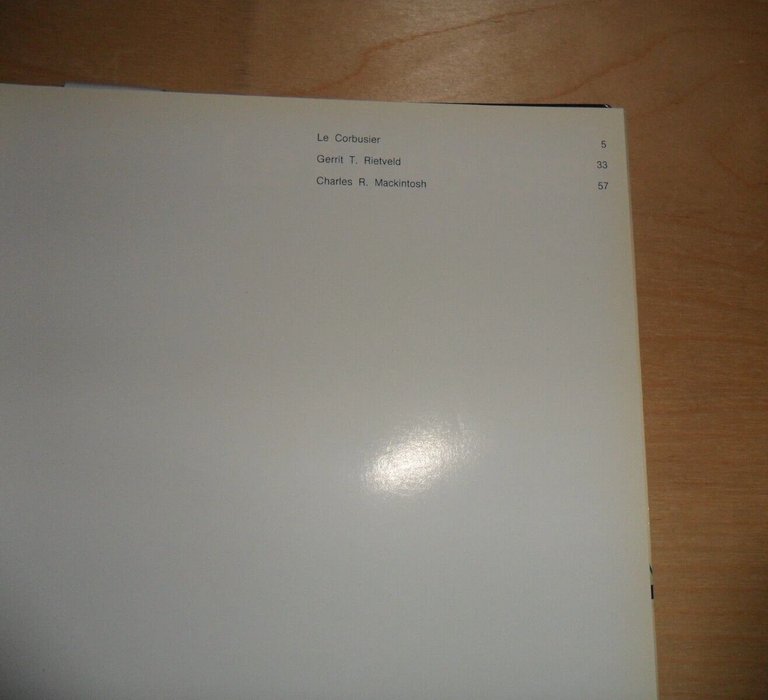 Le Corbusier 5
Gerrit T. Rietveld 33
Charles R. Mackintosh 57